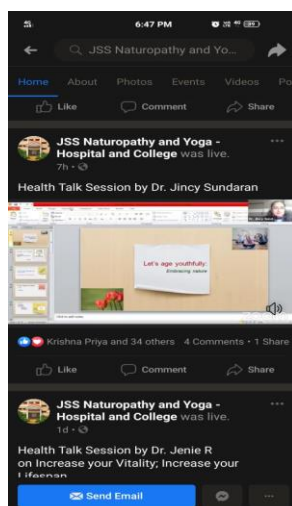 6:47 PM
JSS Naturopathy and Yo...
Home About Photos Events Videos Po
Like Comment Share
JSS Naturopathy and Yoga -
Hospital and College was live.
7h
Health Talk Session by Dr. Jincy Sundaran
Let's age youthfully:
Embracing nature
Krishna Priya and 34 others 4 Comments • 1 Share
Like Comment Share
JSS Naturopathy and Yoga -
Hospital and College was live.
1d
Health Talk Session by Dr. Jenie R
on Increase your Vitality; Increase your
Lifespan
Send Email